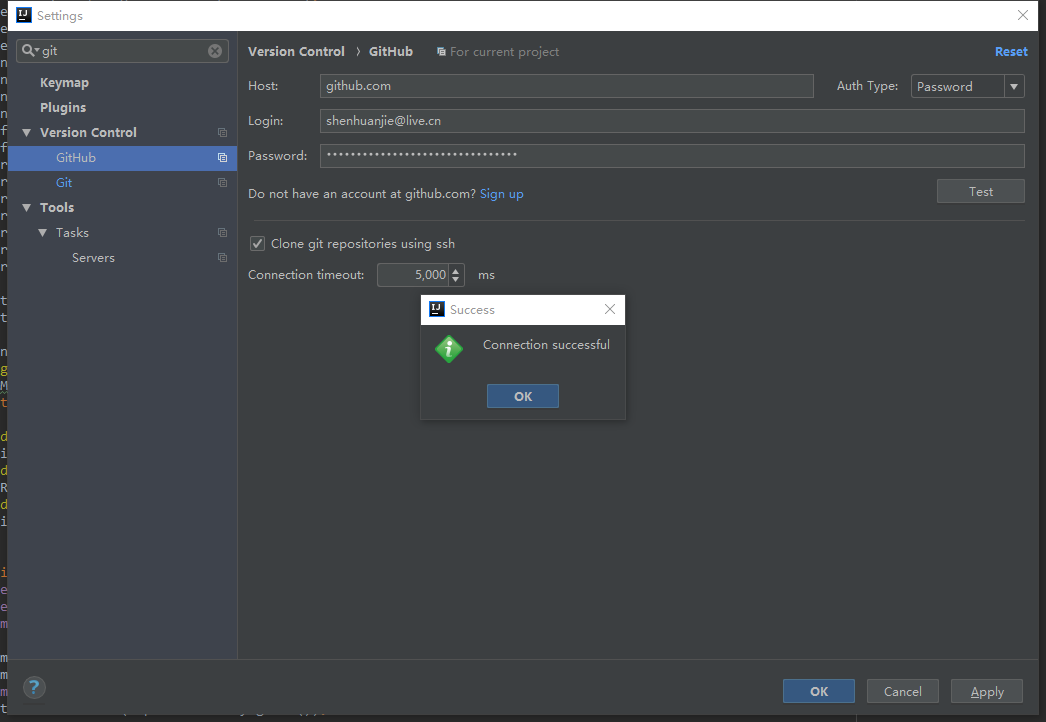 Settings
git
Keymap
Plugins
Version Control
GitHub
Git
Tools
Tasks
Servers
Version Control › GitHub For current project Reset
Host: github.com Auth Type: Password
Login: shenhuanjie@live.cn
Password: ••••••••••••••••••••••••••••••••
Do not have an account at github.com? Sign up Test
Clone git repositories using ssh
Connection timeout: 5,000 ms
Success
Connection successful
OK
? OK Cancel Apply